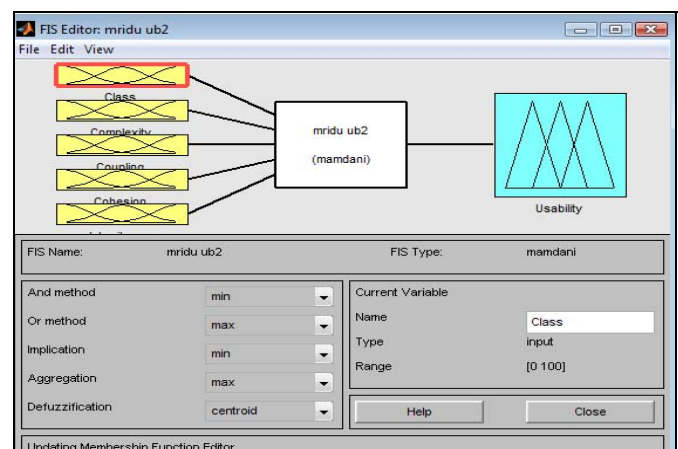 FIS Editor: mridu ub2
File Edit View
Class
Complexity
Coupling
Cohesion
mridu ub2
(mamdani)
Usability
FIS Name: mridu ub2 FIS Type: mamdani
And method min
Or method max
Implication min
Aggregation max
Defuzzification centroid
Current Variable
Name Class
Type input
Range [0 100]
Help Close
Updating Membership Function Editor